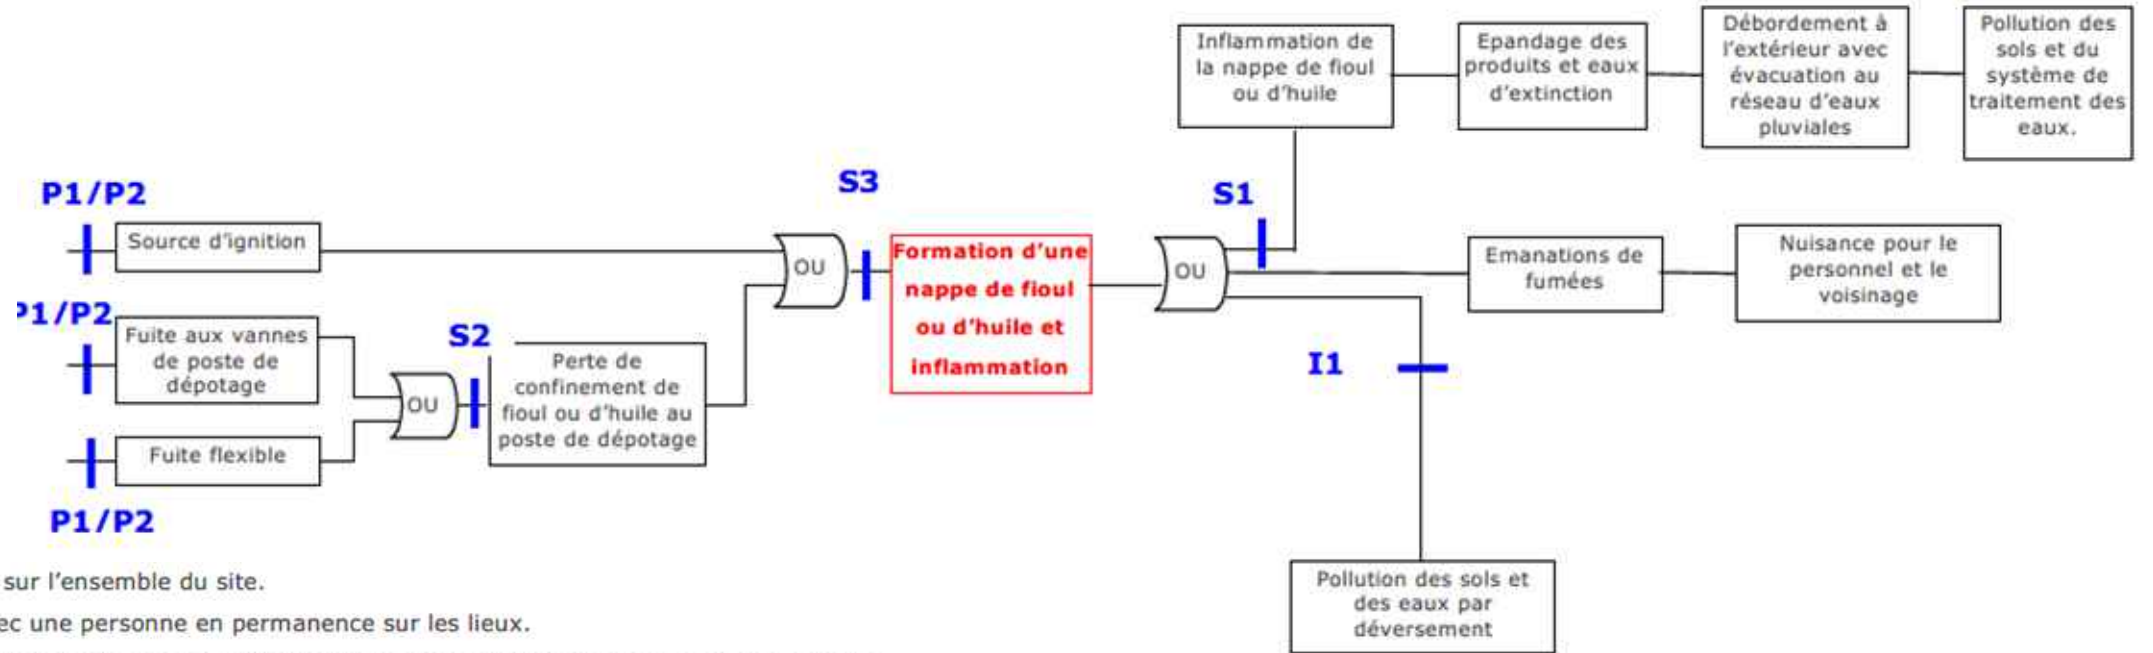 Inflammation de
la nappe de fioul
ou d'huile
Epandage des
produits et eaux
d'extinction
Débordement à
l'extérieur avec
évacuation au
réseau d'eaux
pluviales
Pollution des
sols et du
système de
traitement des
eaux.
P1/P2
Source d'ignition
S3
OU
Formation d'une
nappe de fioul
ou d'huile et
inflammation
S1
OU
Emanations de
fumées
Nuisance pour le
personnel et le
voisinage
P1/P2
Fuite aux vannes
de poste de
dépotage
S2
OU
Perte de
confinement de
fioul ou d'huile au
poste de dépotage
I1
Fuite flexible
P1/P2
Pollution des sols et
des eaux par
déversement
sur l'ensemble du site.
ec une personne en permanence sur les lieux.